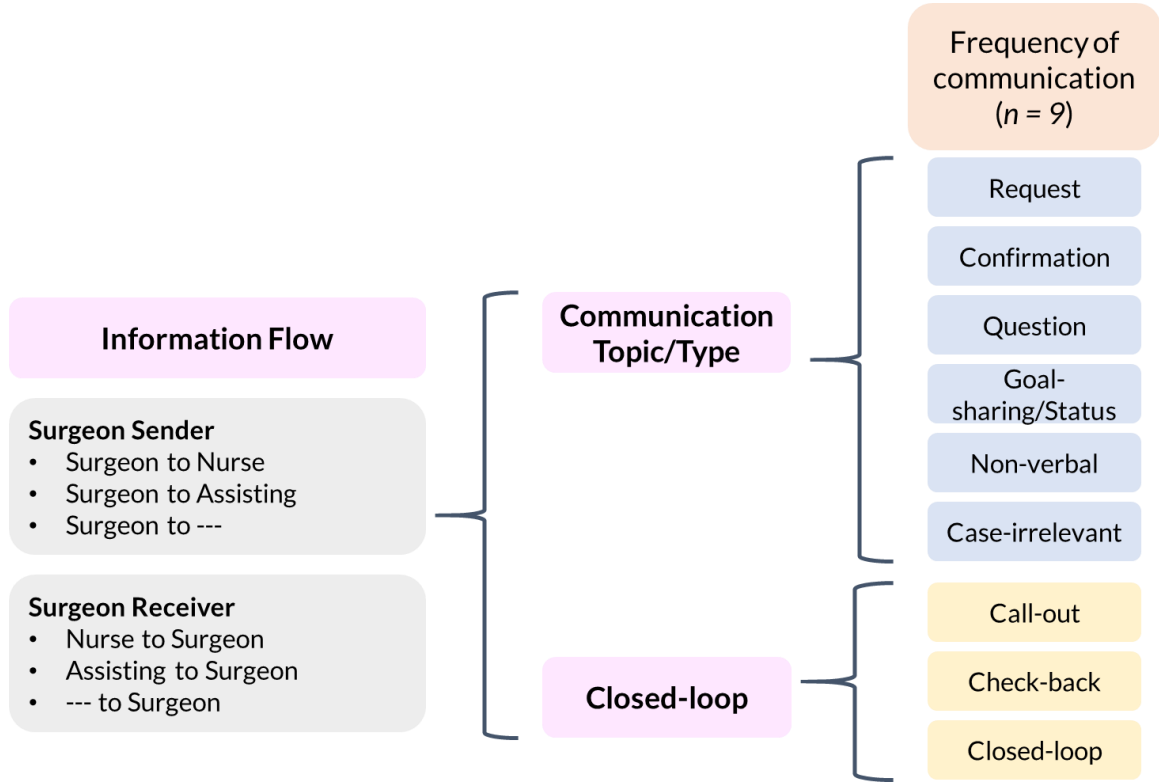 Frequency of
communication
(n = 9)
Request
Confirmation
Question
Goal-
sharing/Status
Non-verbal
Case-irrelevant
Call-out
Check-back
Closed-loop
Communication
Topic/Type
Closed-loop
Information Flow
Surgeon Sender
• Surgeon to Nurse
• Surgeon to Assisting
• Surgeon to ---
Surgeon Receiver
• Nurse to Surgeon
• Assisting to Surgeon
• --- to Surgeon